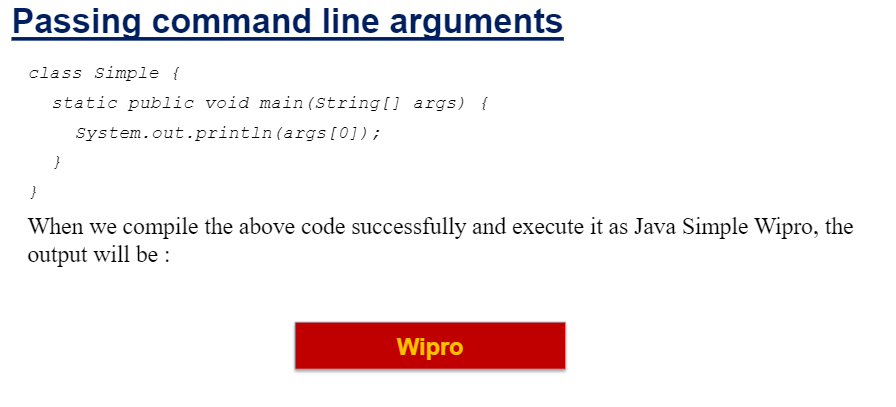 Passing command line arguments
class Simple {
static public void main(String[] args) {
System.out.println(args[0]);
}
}
When we compile the above code successfully and execute it as Java Simple Wipro, the
output will be :
Wipro